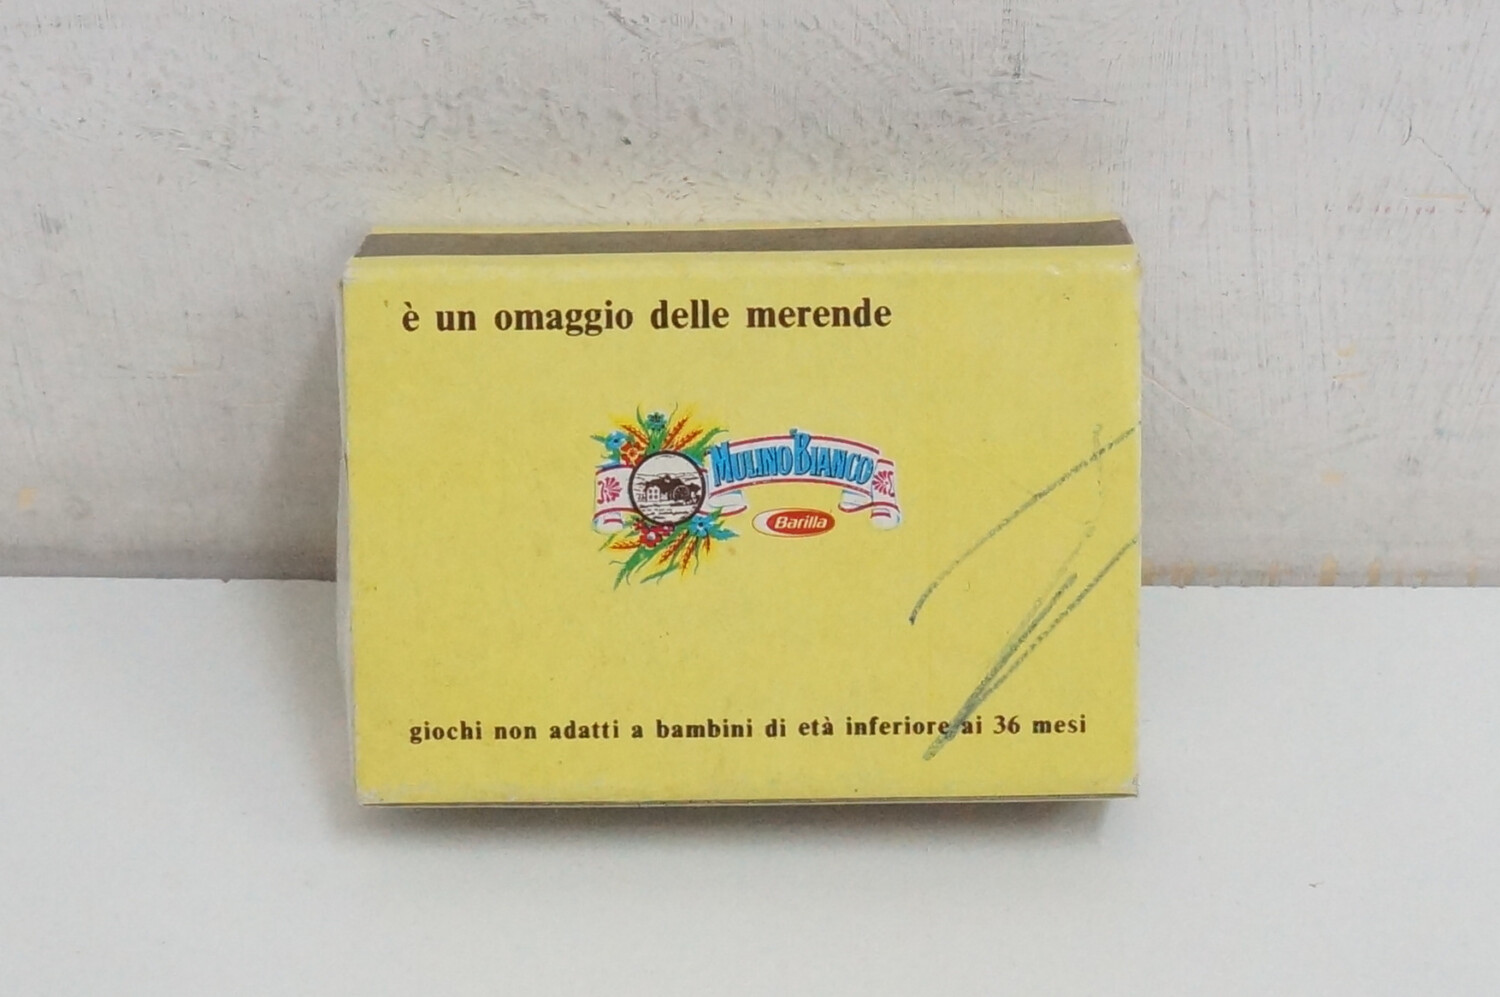 è un omaggio delle merende
MULINO BIANCO
Barilla
giochi non adatti a bambini di età inferiore ai 36 mesi